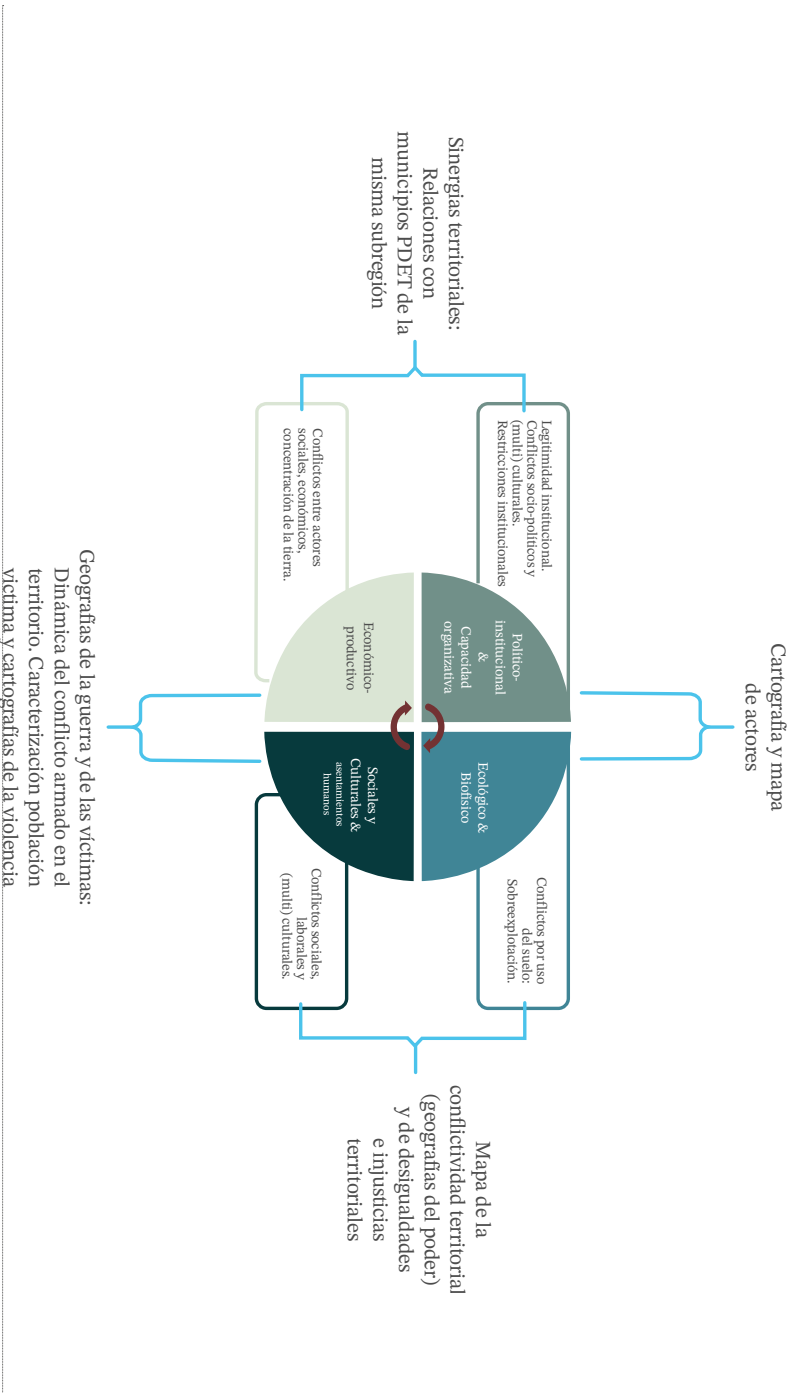 Cartografía y mapa
de actores
Sinergias territoriales:
Relaciones con
municipios PDET de la
misma subregión
Legitimidad institucional.
Conflictos socio-políticos y
(multi) culturales.
Restricciones institucionales
Político-
institucional
&
Capacidad
organizativa
Ecológico &
Biofísico
Conflictos por uso
del suelo:
Sobreexplotación.
Mapa de la
conflictividad territorial
(geografías del poder)
y de desigualdades
e injusticias
territoriales
Conflictos entre actores
sociales, económicos,
concentración de la tierra.
Económico-
productivo
Sociales y
Culturales &
asentamientos
humanos
Conflictos sociales,
laborales y
(multi) culturales.
Geografías de la guerra y de las víctimas:
Dinámica del conflicto armado en el
territorio. Caracterización población
víctima y cartografías de la violencia